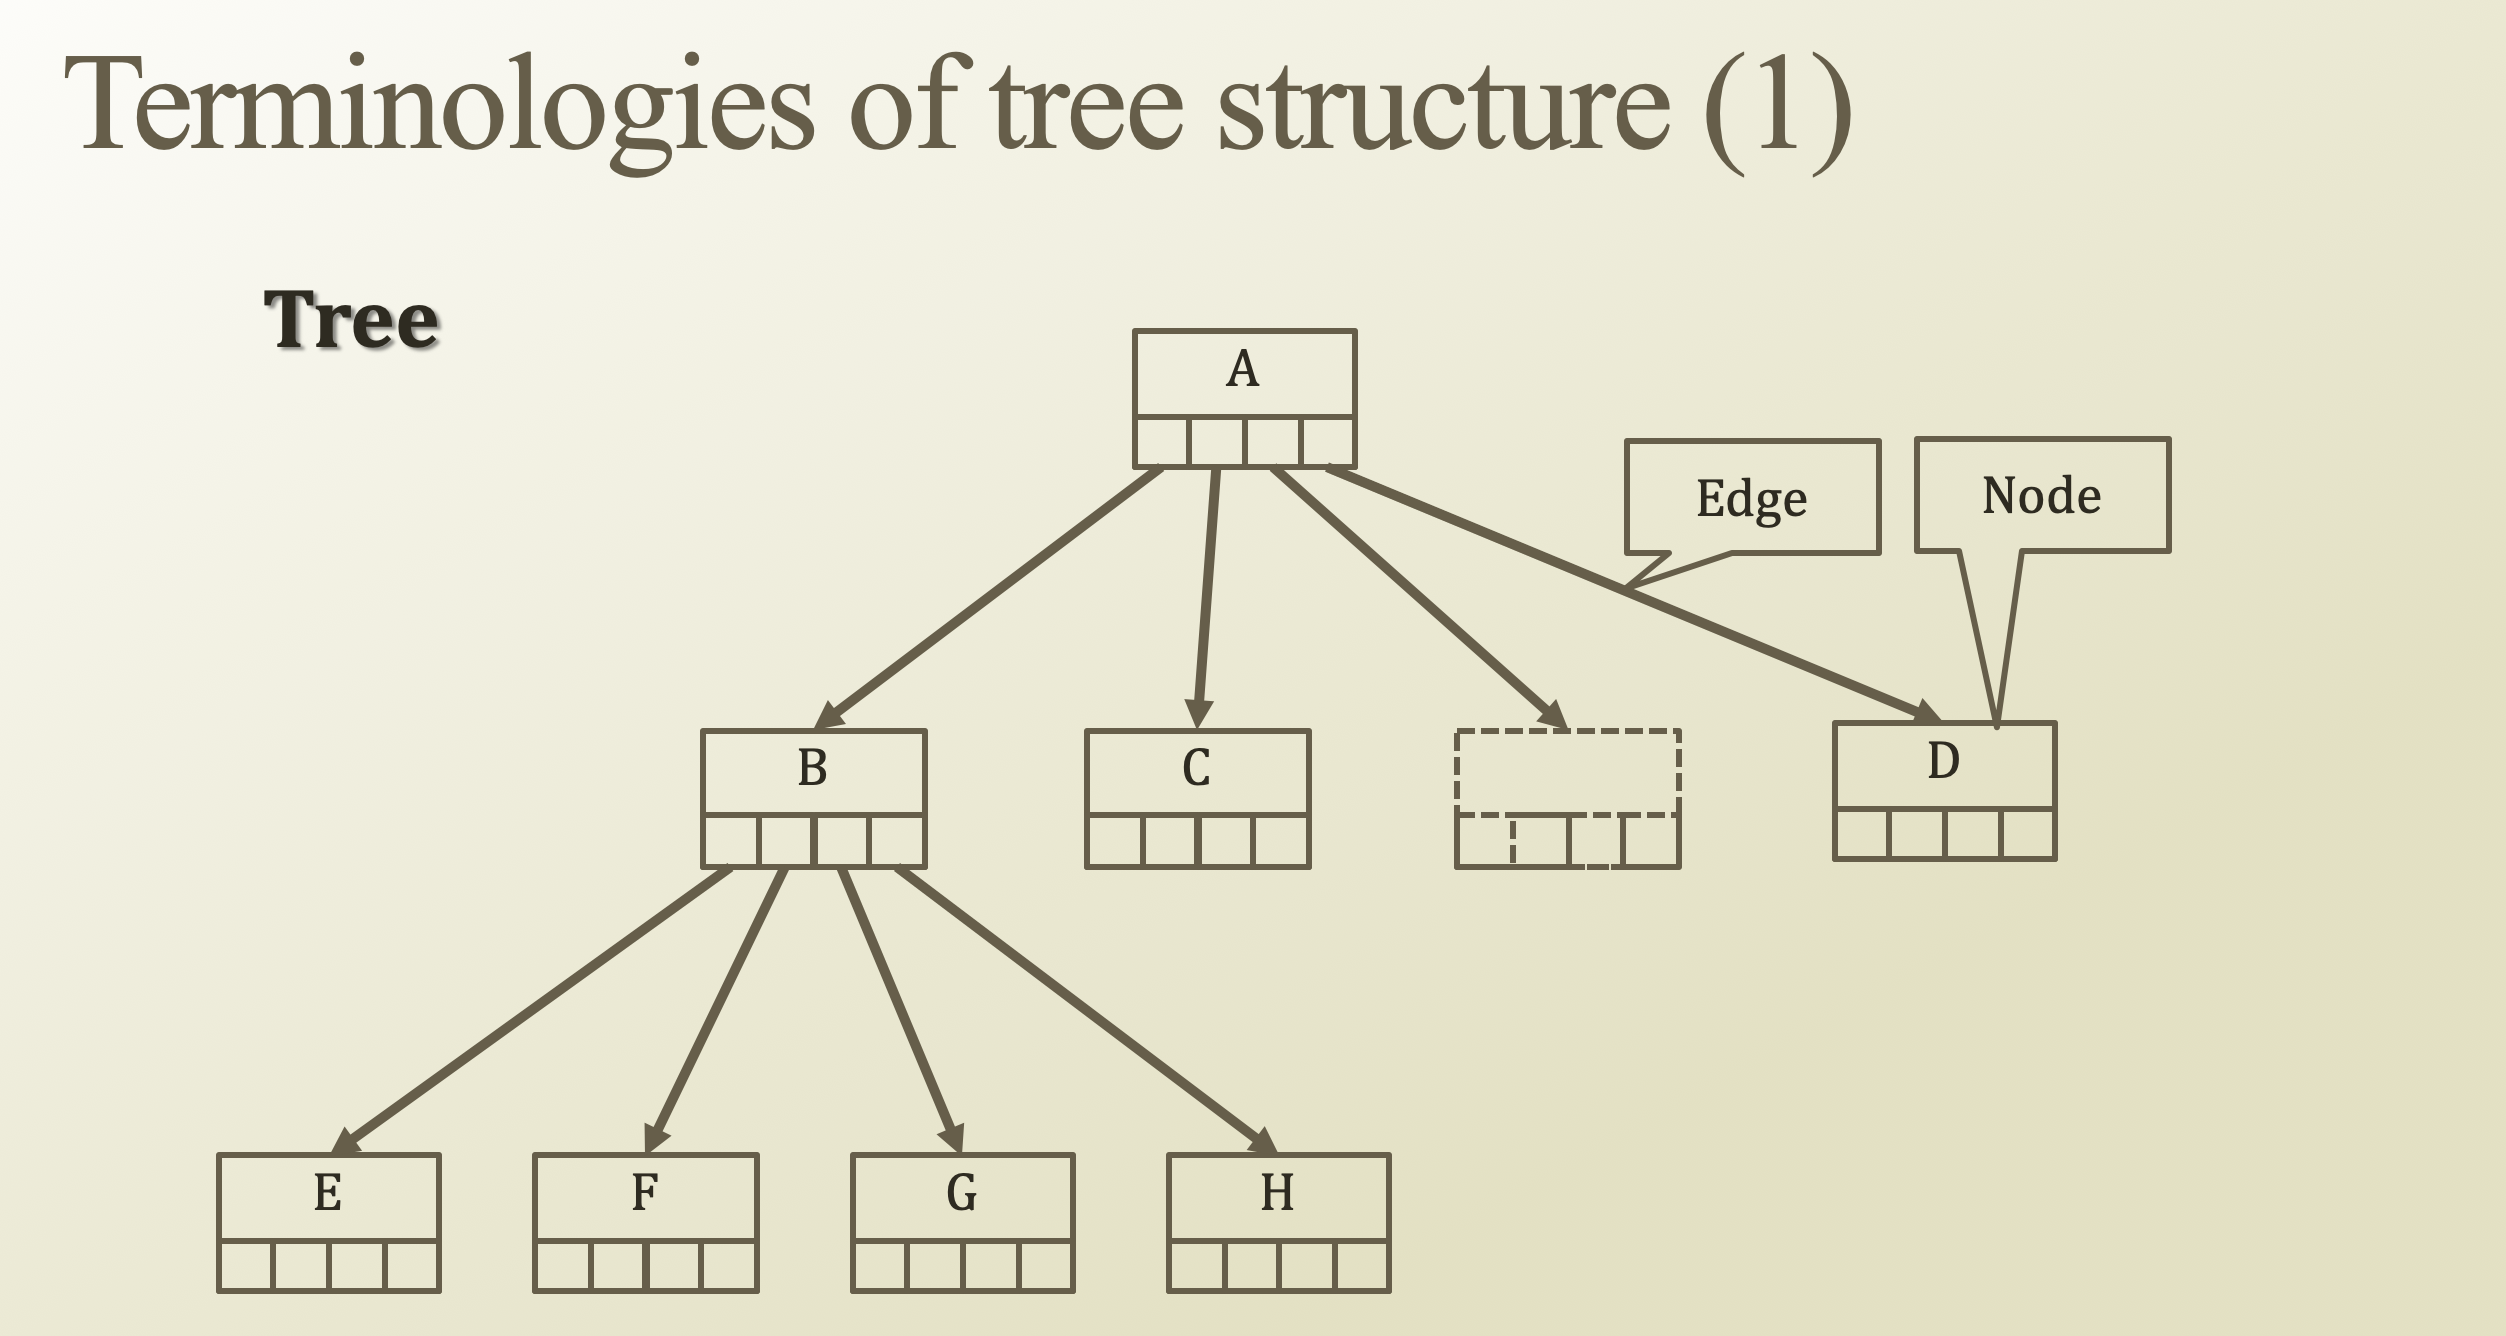 Terminologies of tree structure (1)
Tree
A
Edge
Node
B
C
D
E
F
G
H